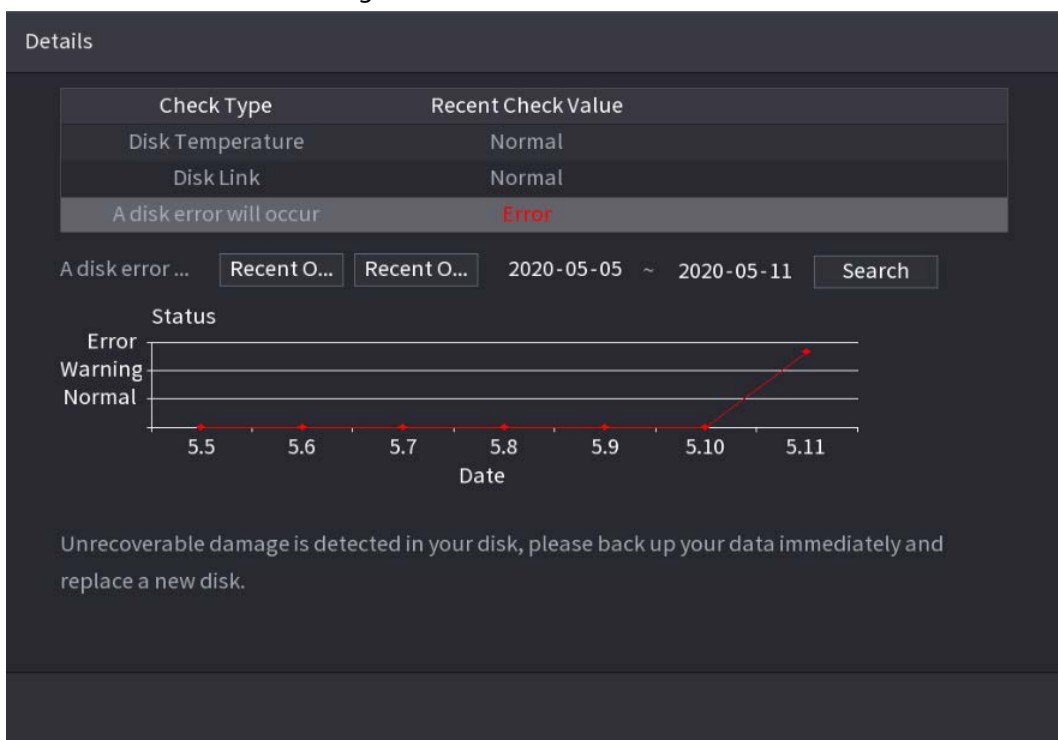 Details
Check Type Recent Check Value
Disk Temperature Normal
Disk Link Normal
A disk error will occur Error
A disk error ... Recent O... Recent O... 2020-05-05 ~ 2020-05-11 Search
Status
Error
Warning
Normal
5.5 5.6 5.7 5.8 5.9 5.10 5.11
Date
Unrecoverable damage is detected in your disk, please back up your data immediately and
replace a new disk.